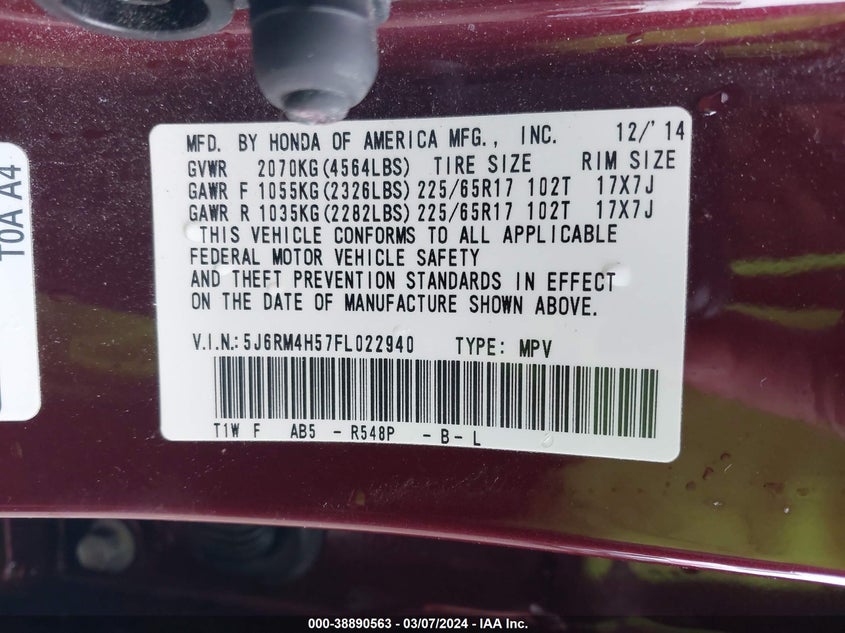 MFD. BY HONDA OF AMERICA MFG., INC. 12/'14
GVWR 2070KG(4564LBS) TIRE SIZE RIM SIZE
GAWR F 1055KG(2326LBS) 225/65R17 102T 17X7J
GAWR R 1035KG(2282LBS) 225/65R17 102T 17X7J
THIS VEHICLE CONFORMS TO ALL APPLICABLE
FEDERAL MOTOR VEHICLE SAFETY
AND THEFT PREVENTION STANDARDS IN EFFECT
ON THE DATE OF MANUFACTURE SHOWN ABOVE.
V.I.N.: 5J6RM4H57FL022940 TYPE: MPV
T1W F AB5 - R548P - B - L
T0A A4
000-38890563 - 03/07/2024 - IAA Inc.